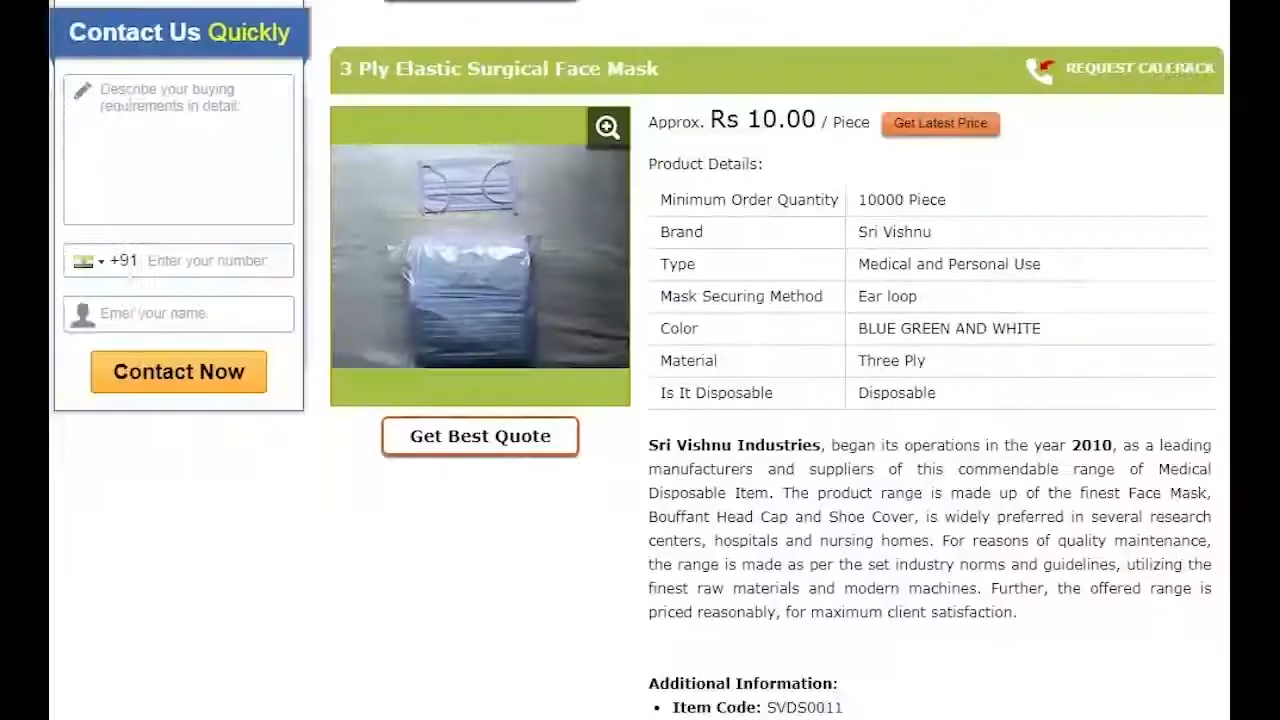 Contact Us Quickly
Describe your buying
requirements in detail:
+91 Enter your number
Enter your name.
Contact Now
3 Ply Elastic Surgical Face Mask
REQUEST CALLBACK
Approx. Rs 10.00 / Piece Get Latest Price
Product Details:
Minimum Order Quantity 10000 Piece
Brand Sri Vishnu
Type Medical and Personal Use
Mask Securing Method Ear loop
Color BLUE GREEN AND WHITE
Material Three Ply
Is It Disposable Disposable
Get Best Quote
Sri Vishnu Industries, began its operations in the year 2010, as a leading
manufacturers and suppliers of this commendable range of Medical
Disposable Item. The product range is made up of the finest Face Mask,
Bouffant Head Cap and Shoe Cover, is widely preferred in several research
centers, hospitals and nursing homes. For reasons of quality maintenance,
the range is made as per the set industry norms and guidelines, utilizing the
finest raw materials and modern machines. Further, the offered range is
priced reasonably, for maximum client satisfaction.
Additional Information:
• Item Code: SVDS0011